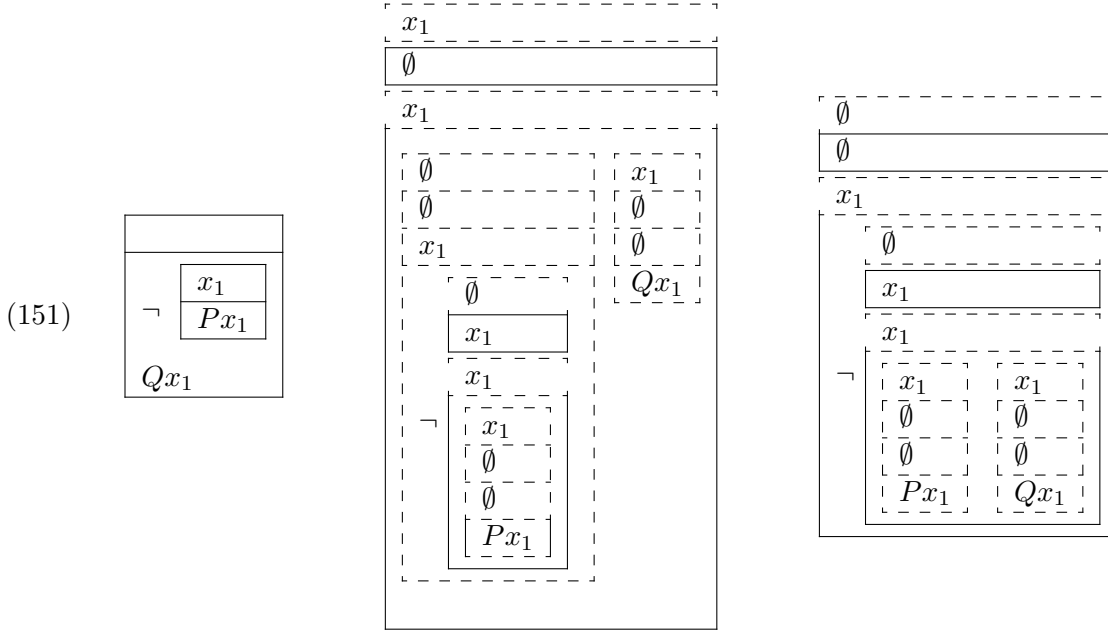 (151)
x₁
¬ Px₁
Qx₁
x₁
∅
x₁
∅
∅
x₁
∅
x₁
x₁
¬
x₁
∅
∅
Px₁
x₁
∅
∅
Qx₁
∅
∅
x₁
∅
x₁
x₁
¬
x₁ x₁
∅ ∅
∅ ∅
Px₁ Qx₁